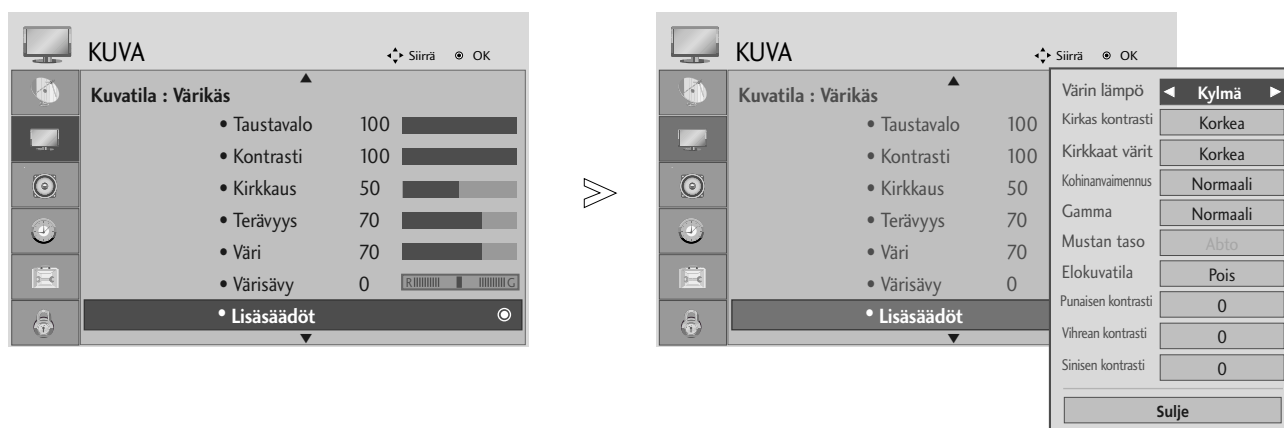 KUVA Siirrä OK
Kuvatila : Värikäs
• Taustavalo 100
• Kontrasti 100
• Kirkkaus 50
• Terävyys 70
• Väri 70
• Värisävy 0 R G
• Lisäsäädöt
KUVA Siirrä OK
Kuvatila : Värikäs
• Taustavalo 100
• Kontrasti 100
• Kirkkaus 50
• Terävyys 70
• Väri 70
• Värisävy 0
• Lisäsäädöt
Värin lämpö ◄ Kylmä ►
Kirkas kontrasti Korkea
Kirkkaat värit Korkea
Kohinanvaimennus Normaali
Gamma Normaali
Mustan taso Abto
Elokuvatila Pois
Punaisen kontrasti 0
Vihrean kontrasti 0
Sinisen kontrasti 0
Sulje